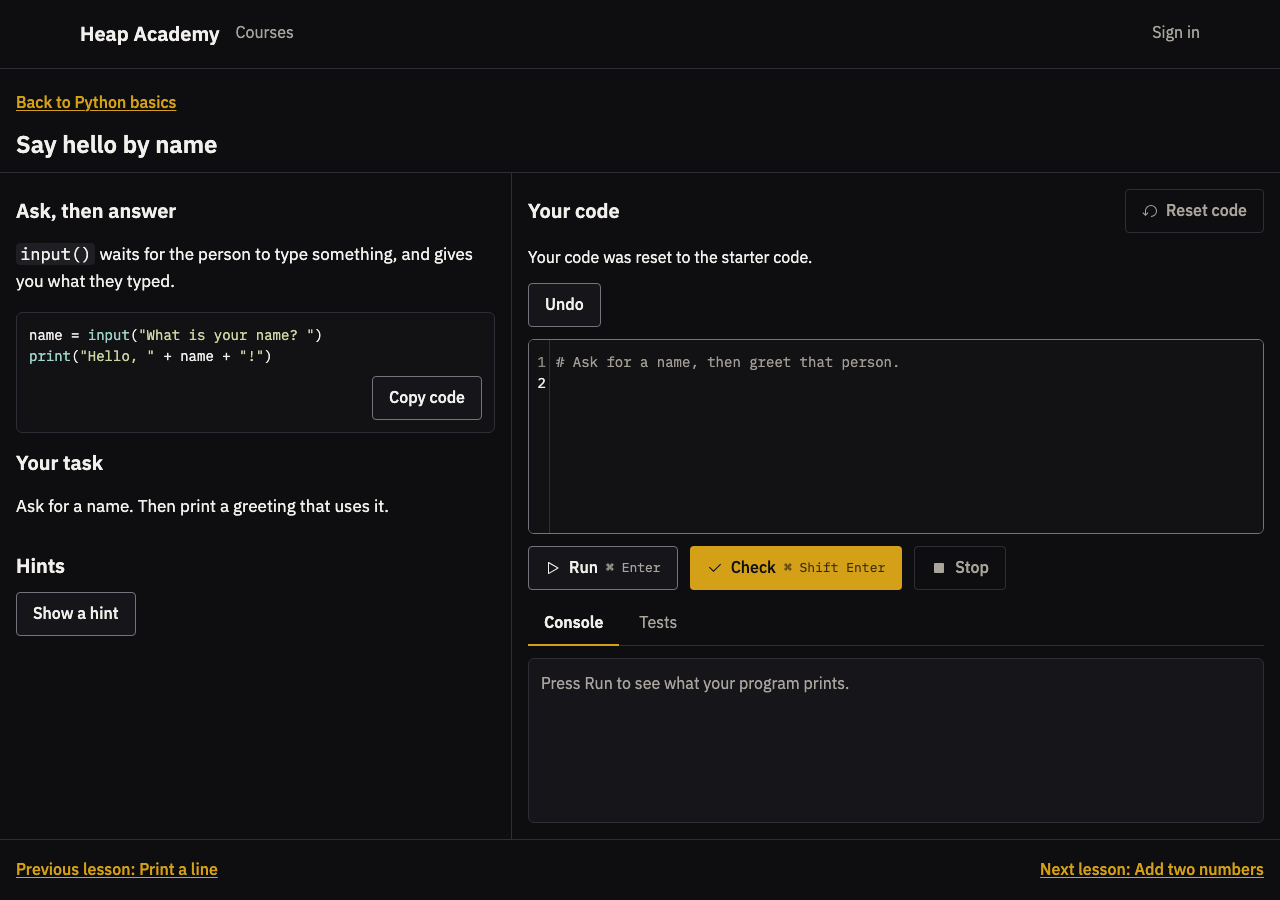 Heap Academy
Courses
Sign in
Back to Python basics
Say hello by name
Ask, then answer
input() waits for the person to type something, and gives
you what they typed.
name = input("What is your name? ")
print("Hello, " + name + "!")
Copy code
Your task
Ask for a name. Then print a greeting that uses it.
Hints
Show a hint
Your code
Reset code
Your code was reset to the starter code.
Undo
1 # Ask for a name, then greet that person.
2
Run ⌘ Enter
Check ⌘ Shift Enter
Stop
Console
Tests
Press Run to see what your program prints.
Previous lesson: Print a line
Next lesson: Add two numbers